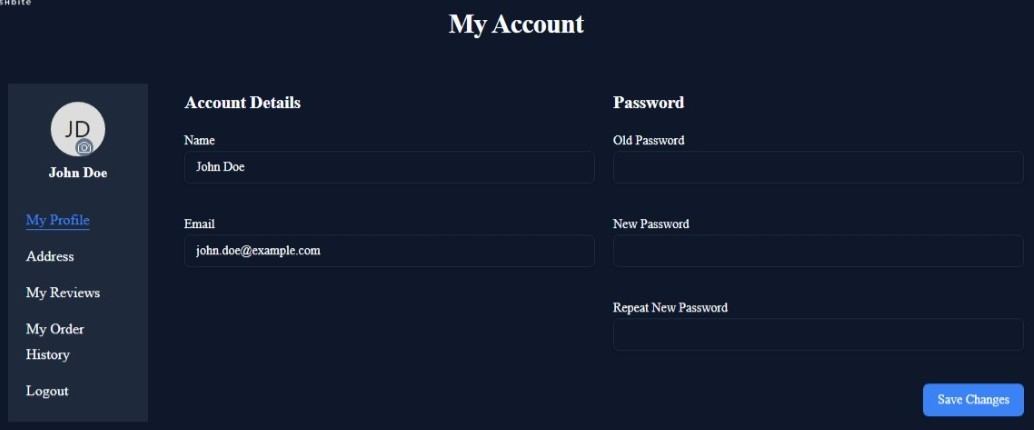 My Account
JD
John Doe
My Profile
Address
My Reviews
My Order
History
Logout
Account Details
Name
John Doe
Email
john.doe@example.com
Password
Old Password
New Password
Repeat New Password
Save Changes